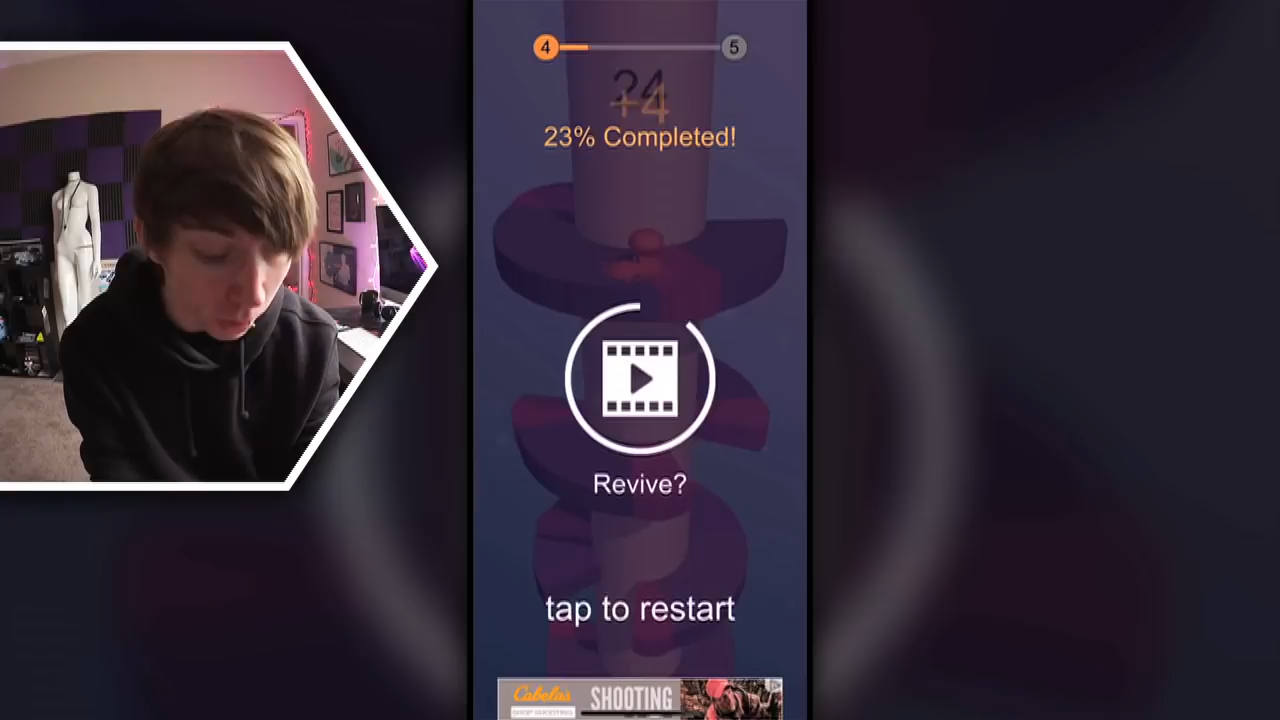 4
5
24
+4
23% Completed!
Revive?
tap to restart
Cabela's
SHOOTING